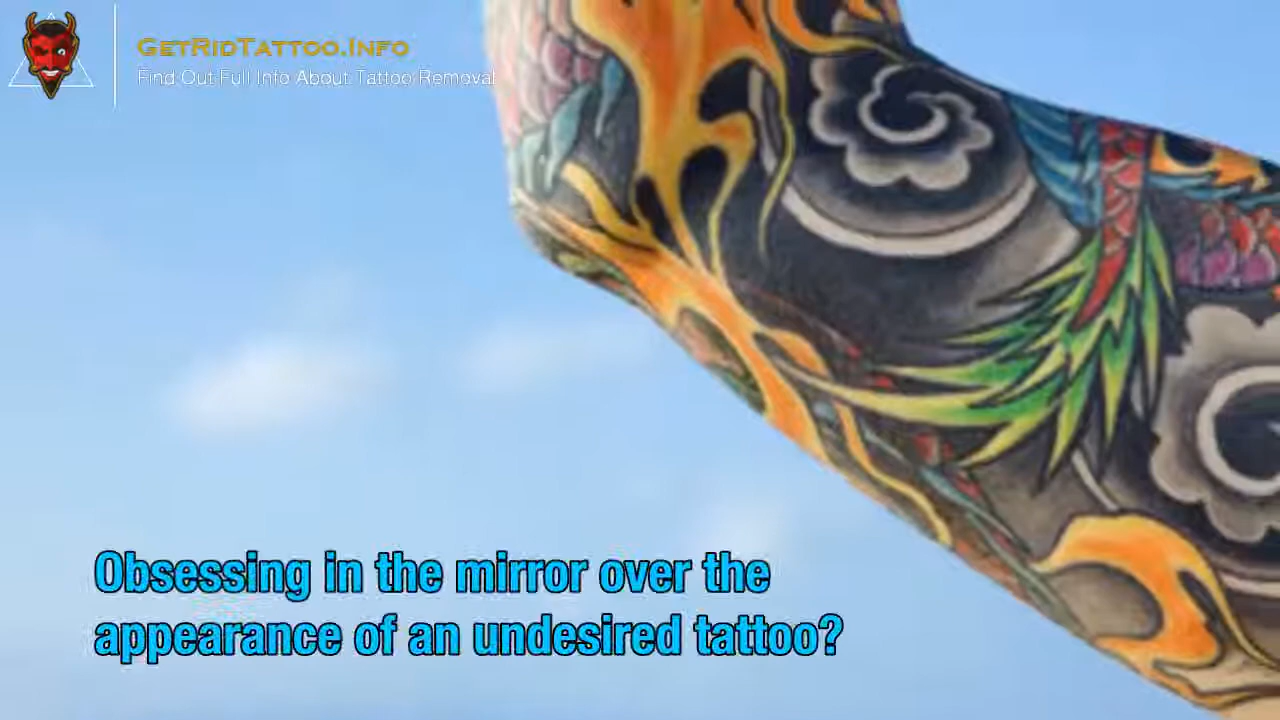 GetRidTattoo.Info
Find Out Full Info About Tattoo Removal
Obsessing in the mirror over the
appearance of an undesired tattoo?